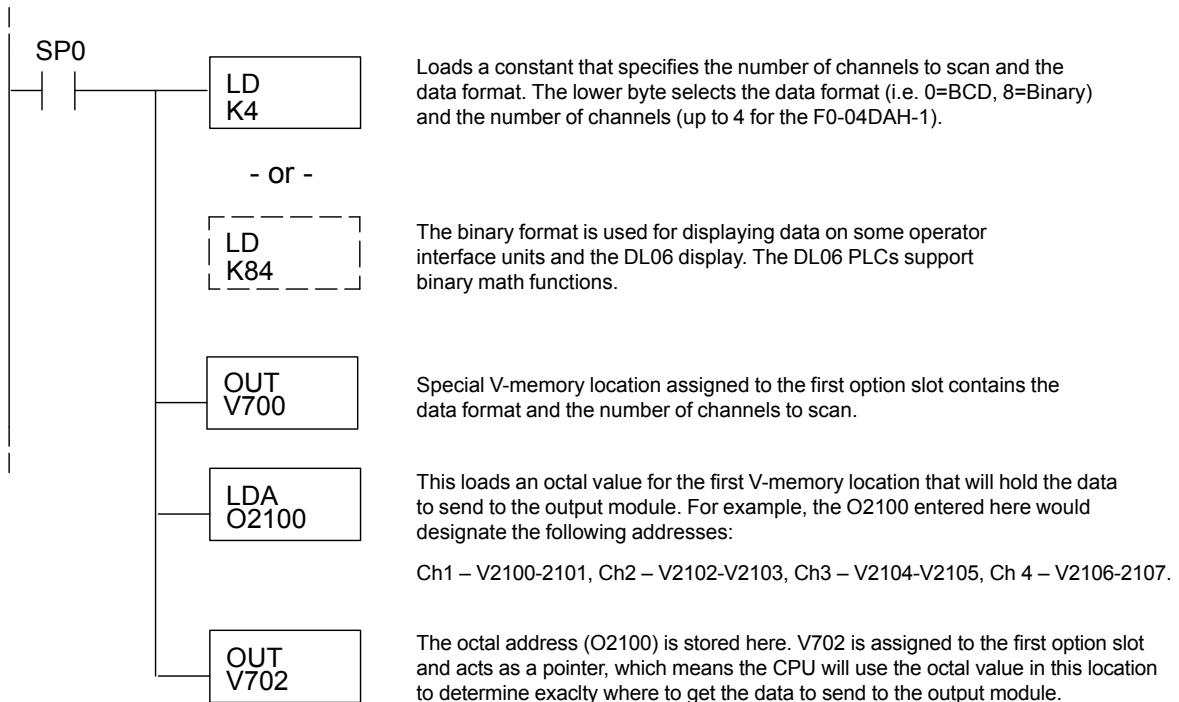 SP0
LD
K4
Loads a constant that specifies the number of channels to scan and the
data format. The lower byte selects the data format (i.e. 0=BCD, 8=Binary)
and the number of channels (up to 4 for the F0-04DAH-1).
- or -
LD
K84
The binary format is used for displaying data on some operator
interface units and the DL06 display. The DL06 PLCs support
binary math functions.
OUT
V700
Special V-memory location assigned to the first option slot contains the
data format and the number of channels to scan.
LDA
O2100
This loads an octal value for the first V-memory location that will hold the data
to send to the output module. For example, the O2100 entered here would
designate the following addresses:
Ch1 – V2100-2101, Ch2 – V2102-V2103, Ch3 – V2104-V2105, Ch 4 – V2106-2107.
OUT
V702
The octal address (O2100) is stored here. V702 is assigned to the first option slot
and acts as a pointer, which means the CPU will use the octal value in this location
to determine exaclty where to get the data to send to the output module.